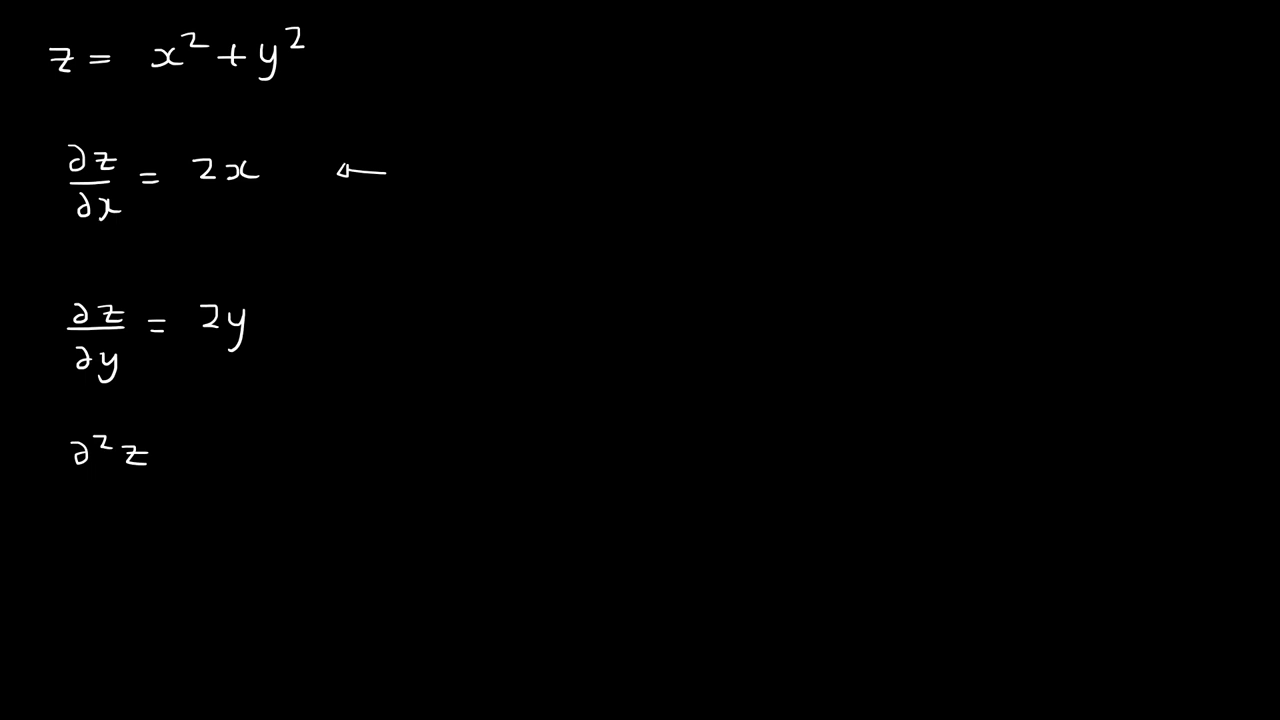 z = x² + y²
∂z/∂x = 2x ←
∂z/∂y = 2y
∂²z